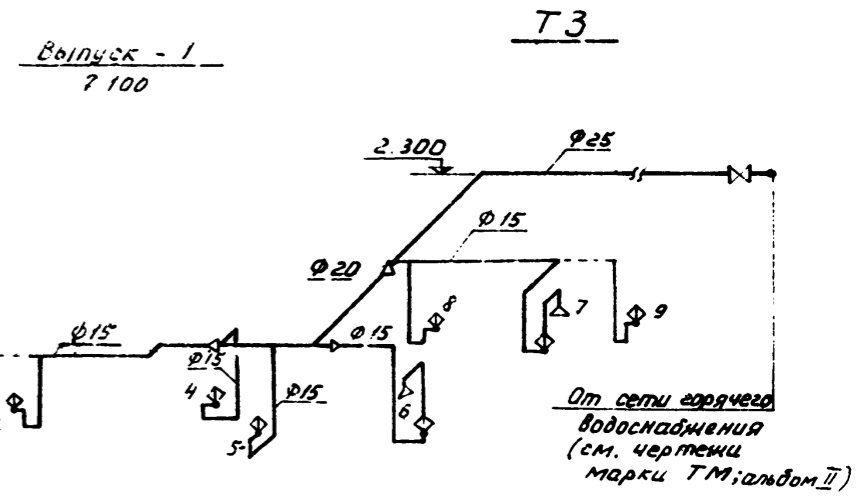 Т3
Выпуск - 1
? 100
2.300
Ф25
Ф15
Ф20
8
7
9
Ф15
Ф15
Ф15
4
Ф15
5
6
От сети горячего
водоснабжения
(см. чертежи
марки ТМ; альбом II)